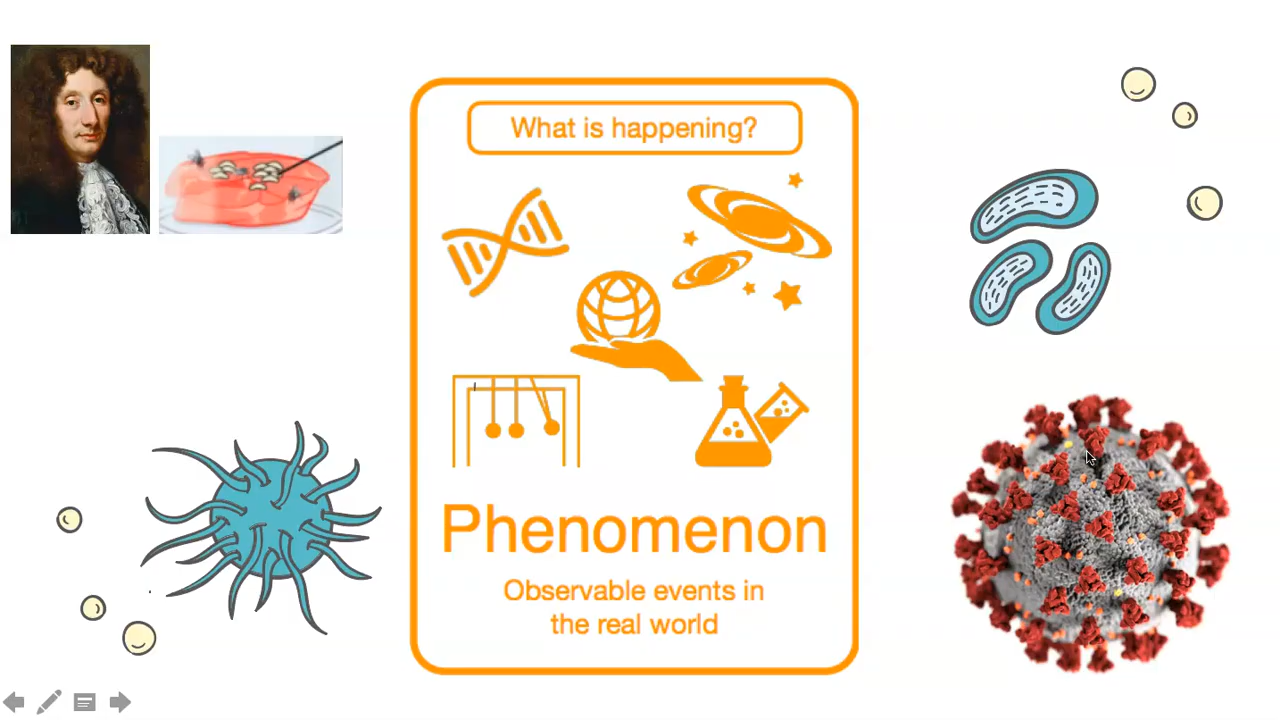 What is happening?
Phenomenon
Observable events in
the real world